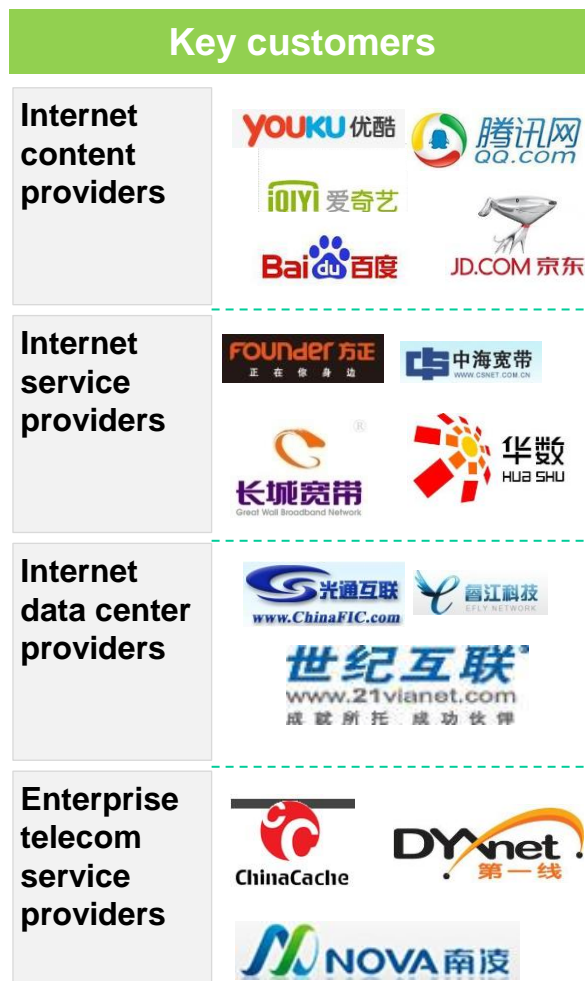 Key customers
Internet
content
providers
YOUKU 优酷
腾讯网
QQ.com
iQIYI 爱奇艺
Bai du 百度
JD.COM 京东
Internet
service
providers
FOUNDER 方正
正在你身边
中海宽带
WWW.CSNET.COM.CN
长城宽带
Great Wall Broadband Network
®
华数
HUA SHU
Internet
data center
providers
光通互联
www.ChinaFIC.com
睿江科技
EFLY NETWORK
世纪互联
www.21vianet.com
成就所托 成功伙伴
Enterprise
telecom
service
providers
CC
ChinaCache
DYXnet
第一线
NOVA 南凌